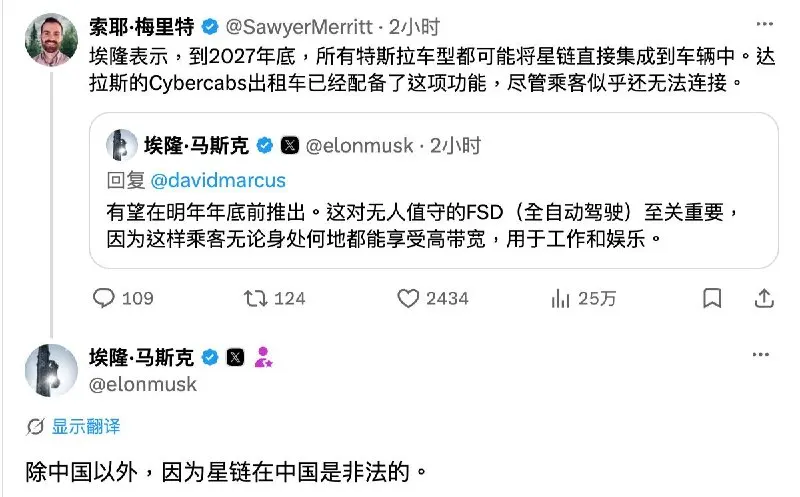 索耶·梅里特 @SawyerMerritt · 2小时
埃隆表示，到2027年底，所有特斯拉车型都可能将星链直接集成到车辆中。达
拉斯的Cybercabs出租车已经配备了这项功能，尽管乘客似乎还无法连接。
埃隆·马斯克 @elonmusk · 2小时
回复 @davidmarcus
有望在明年年底前推出。这对无人值守的FSD（全自动驾驶）至关重要，
因为这样乘客无论身处何地都能享受高带宽，用于工作和娱乐。
109 124 2434 25万
埃隆·马斯克
@elonmusk
显示翻译
除中国以外，因为星链在中国是非法的。